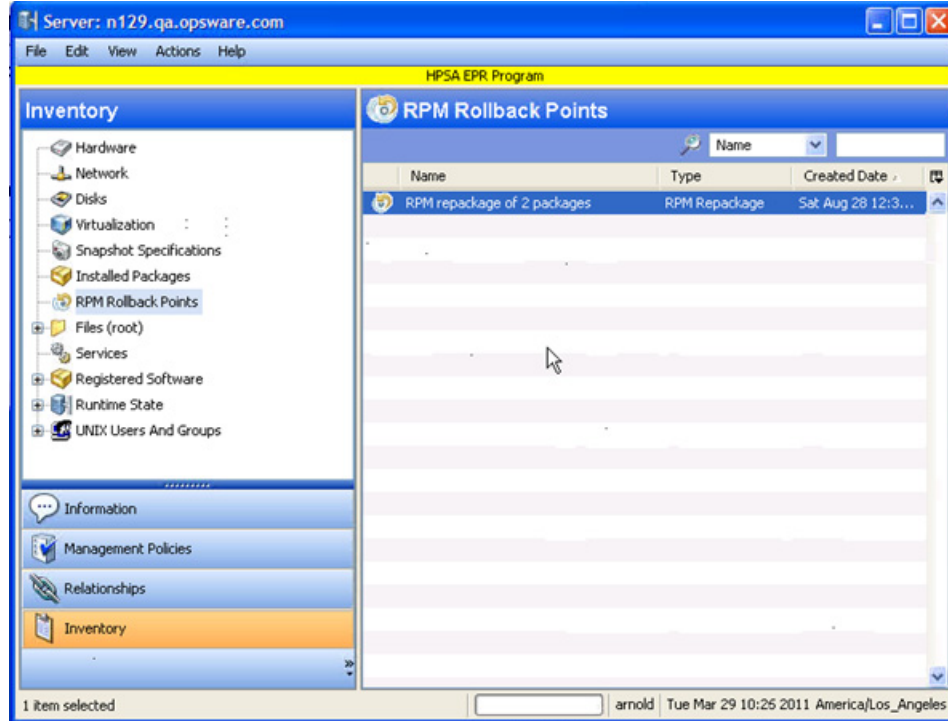 Server: n129.qa.opsware.com
File Edit View Actions Help
HPSA EPR Program
Inventory
Hardware
Network
Disks
Virtualization
Snapshot Specifications
Installed Packages
RPM Rollback Points
Files (root)
Services
Registered Software
Runtime State
UNIX Users And Groups
Information
Management Policies
Relationships
Inventory
RPM Rollback Points
Name
Name Type Created Date
RPM repackage of 2 packages RPM Repackage Sat Aug 28 12:3...
1 item selected
arnold Tue Mar 29 10:26 2011 America/Los_Angeles